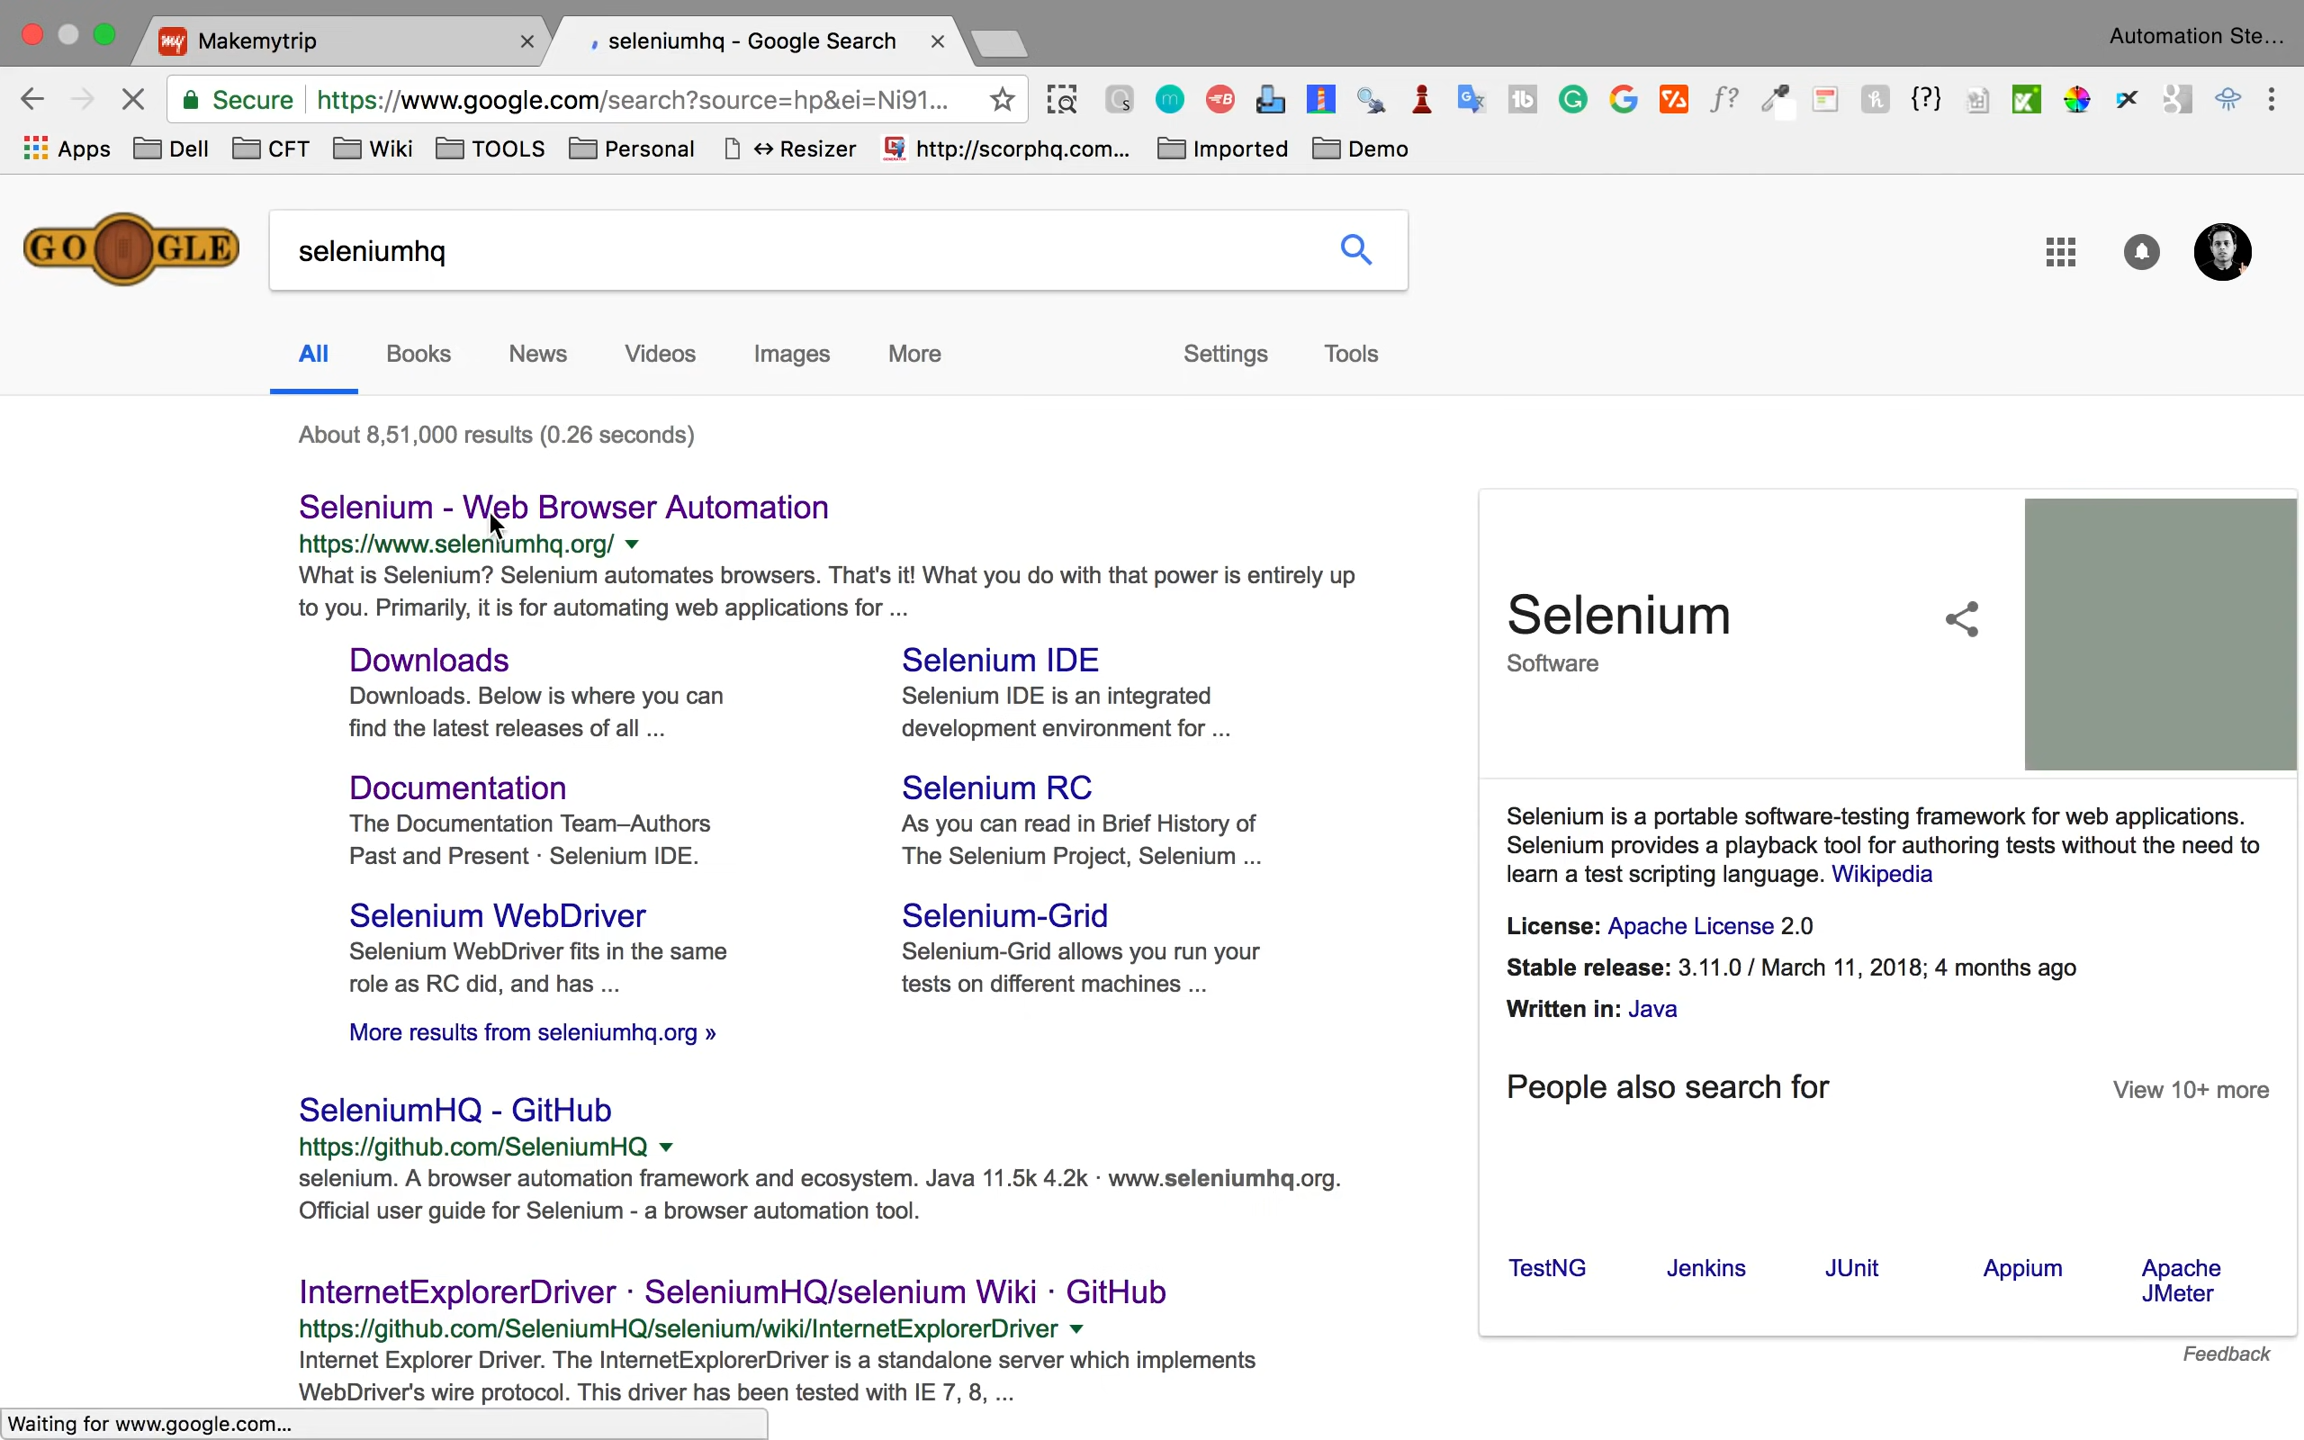 Makemytrip
seleniumhq - Google Search
Automation Ste...
Secure
https://www.google.com/search?source=hp&ei=Ni91...
Apps
Dell
CFT
Wiki
TOOLS
Personal
↔ Resizer
http://scorphq.com...
Imported
Demo
GO GLE
seleniumhq
All
Books
News
Videos
Images
More
Settings
Tools
About 8,51,000 results (0.26 seconds)
Selenium - Web Browser Automation
https://www.seleniumhq.org/
What is Selenium? Selenium automates browsers. That's it! What you do with that power is entirely up
to you. Primarily, it is for automating web applications for ...
Downloads
Downloads. Below is where you can
find the latest releases of all ...
Selenium IDE
Selenium IDE is an integrated
development environment for ...
Documentation
The Documentation Team–Authors
Past and Present · Selenium IDE.
Selenium RC
As you can read in Brief History of
The Selenium Project, Selenium ...
Selenium WebDriver
Selenium WebDriver fits in the same
role as RC did, and has ...
Selenium-Grid
Selenium-Grid allows you run your
tests on different machines ...
More results from seleniumhq.org »
SeleniumHQ - GitHub
https://github.com/SeleniumHQ
selenium. A browser automation framework and ecosystem. Java 11.5k 4.2k · www.seleniumhq.org.
Official user guide for Selenium - a browser automation tool.
InternetExplorerDriver · SeleniumHQ/selenium Wiki · GitHub
https://github.com/SeleniumHQ/selenium/wiki/InternetExplorerDriver
Internet Explorer Driver. The InternetExplorerDriver is a standalone server which implements
WebDriver's wire protocol. This driver has been tested with IE 7, 8, ...
Selenium
Software
Selenium is a portable software-testing framework for web applications.
Selenium provides a playback tool for authoring tests without the need to
learn a test scripting language. Wikipedia
License: Apache License 2.0
Stable release: 3.11.0 / March 11, 2018; 4 months ago
Written in: Java
People also search for
View 10+ more
TestNG
Jenkins
JUnit
Appium
Apache
JMeter
Feedback
Waiting for www.google.com...